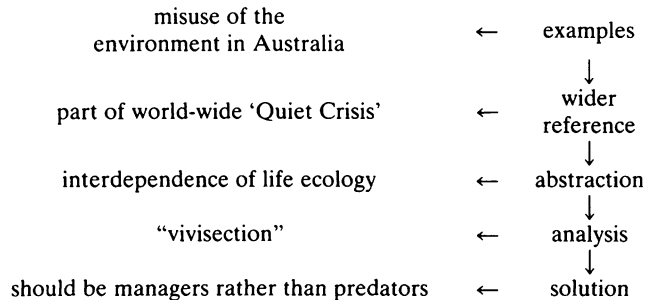 misuse of the
environment in Australia ← examples
↓
part of world-wide ‘Quiet Crisis’ ← wider
reference
↓
interdependence of life ecology ← abstraction
↓
“vivisection” ← analysis
↓
should be managers rather than predators ← solution